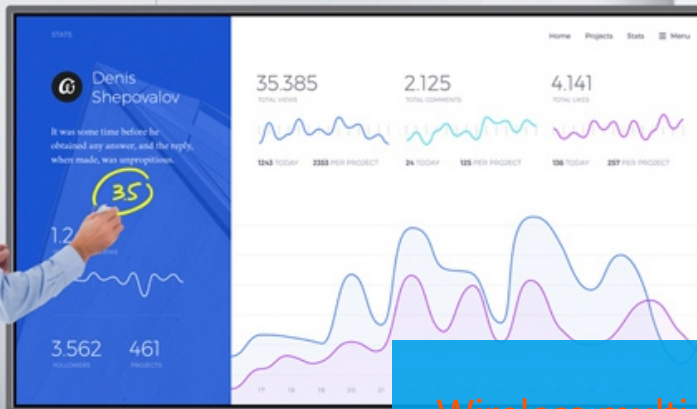 STATS
Home Projects Stats Menu
Denis
Shepovalov
It was some time before he
obtained any answer, and the reply,
when made, was unpropitious.
3.5
1.2
3.562 461
FOLLOWERS PROJECTS
35.385
TOTAL VIEWS
1243 TODAY 2353 PER PROJECT
2.125
TOTAL COMMENTS
24 TODAY 125 PER PROJECT
4.141
TOTAL LIKES
136 TODAY 257 PER PROJECT
17 18 19 20 21